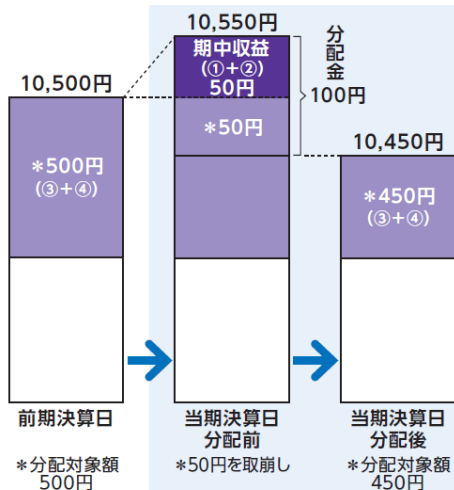 10,500円
＊500円
(③+④)
前期決算日
＊分配対象額
500円
10,550円
期中収益
(①+②)
50円
＊50円
分配金
100円
当期決算日
分配前
＊50円を取崩し
10,450円
＊450円
(③+④)
当期決算日
分配後
＊分配対象額
450円